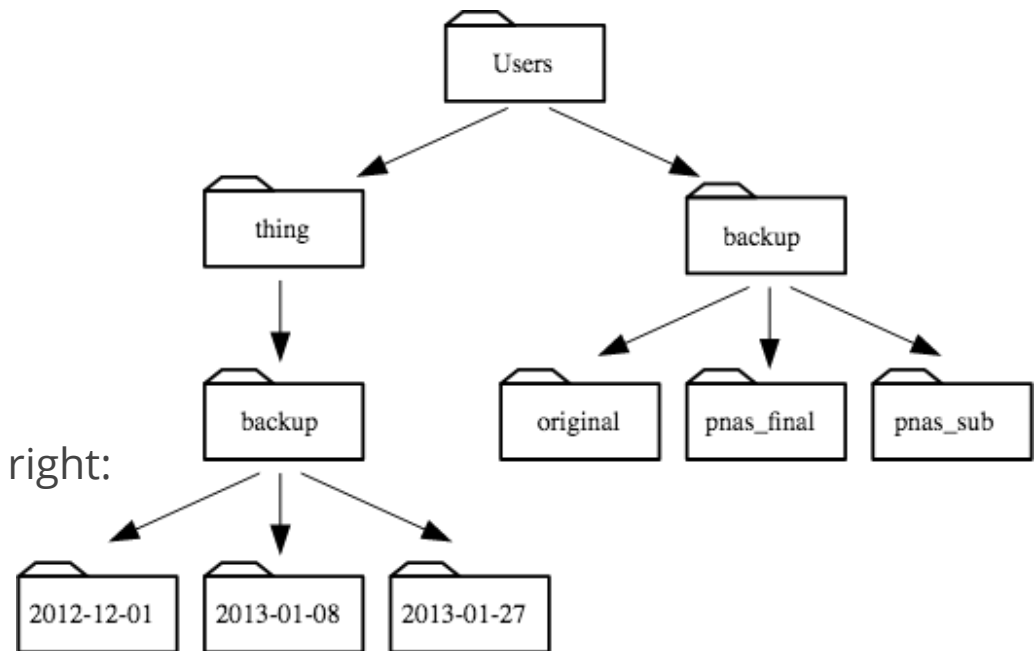 Users
thing
backup
backup
original
pnas_final
pnas_sub
right:
2012-12-01
2013-01-08
2013-01-27